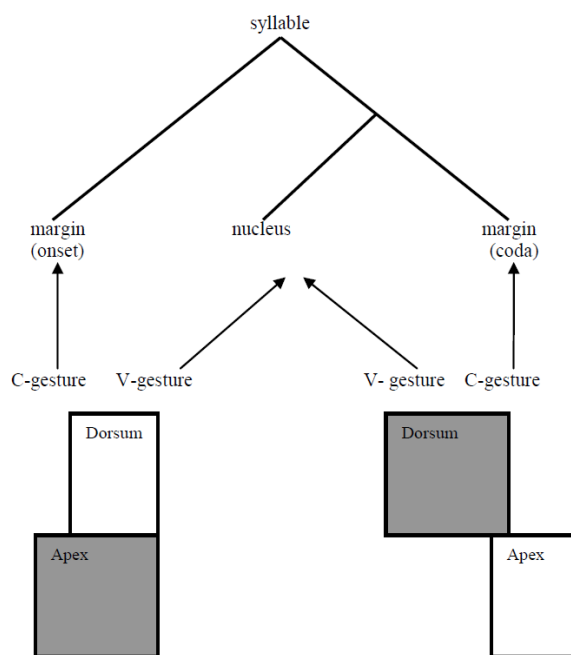 syllable
margin nucleus margin
(onset) (coda)
C-gesture V-gesture V- gesture C-gesture
Dorsum Dorsum
Apex Apex